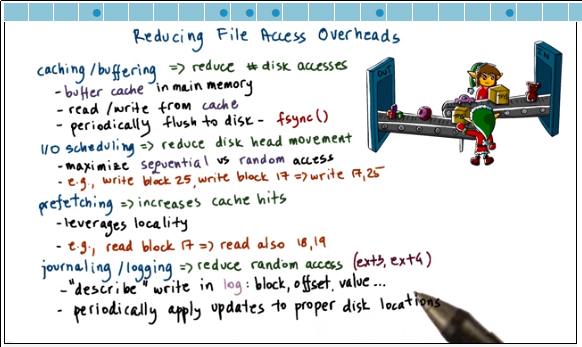 Reducing File Access Overheads
caching/buffering => reduce # disk accesses
- buffer cache in main memory
- read/write from cache
- periodically flush to disk - fsync()
I/O scheduling => reduce disk head movement
- maximize sequential vs random access
- e.g., write block 25, write block 17 => write 17,25
prefetching => increases cache hits
- leverages locality
- e.g., read block 17 => read also 18,19
journaling/logging => reduce random access (ext3, ext4)
- "describe" write in log: block, offset, value...
- periodically apply updates to proper disk locations
OUT
IN